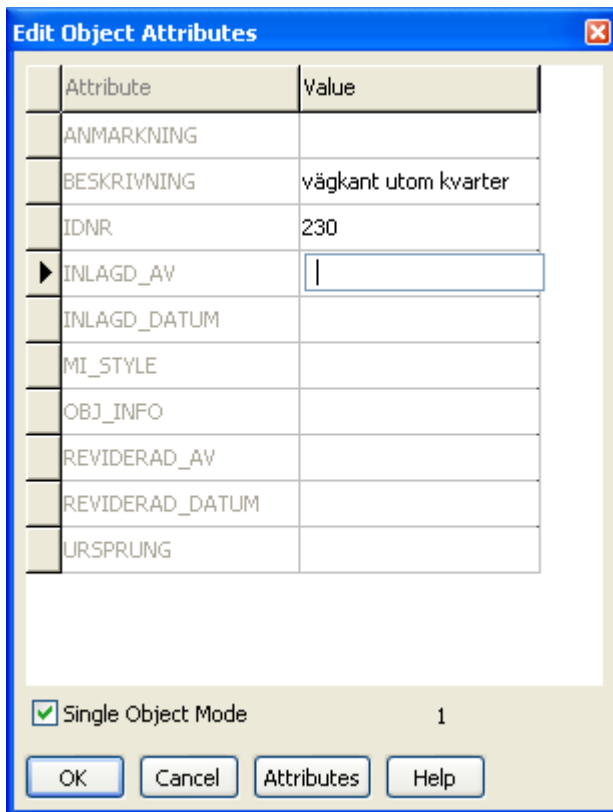 Edit Object Attributes
Attribute Value
ANMARKNING
BESKRIVNING vägkant utom kvarter
IDNR 230
INLAGD_AV
INLAGD_DATUM
MI_STYLE
OBJ_INFO
REVIDERAD_AV
REVIDERAD_DATUM
URSPRUNG
Single Object Mode 1
OK Cancel Attributes Help